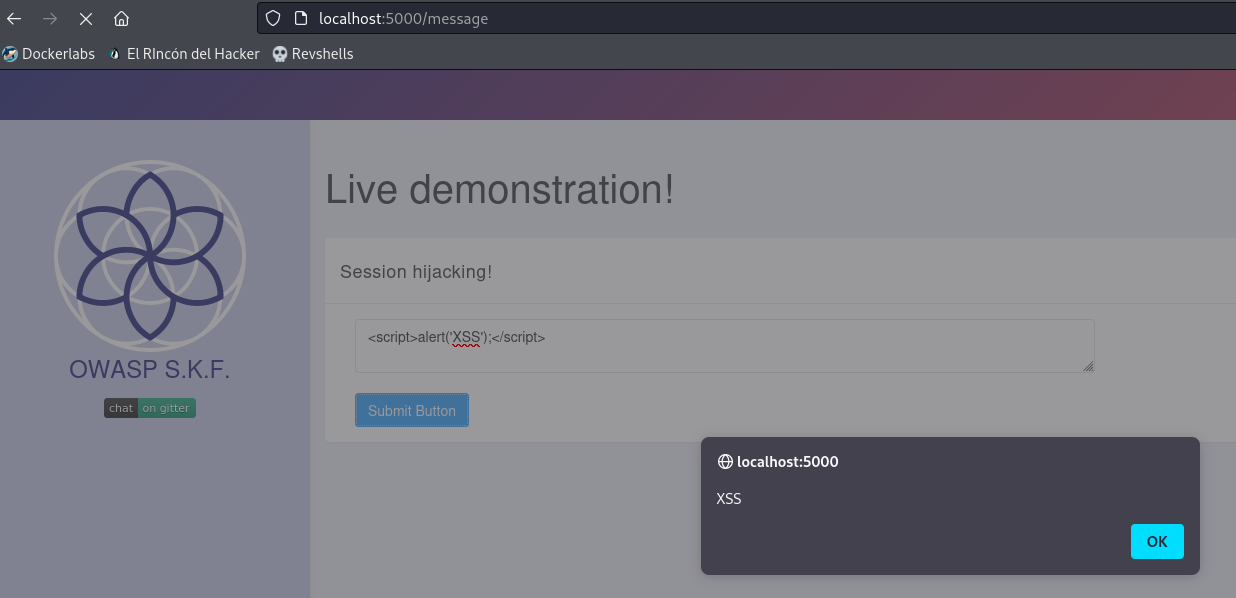 localhost:5000/message
Dockerlabs El RIncón del Hacker Revshells
Live demonstration!
Session hijacking!
<script>alert('XSS');</script>
OWASP S.K.F.
chat on gitter
Submit Button
localhost:5000
XSS
OK